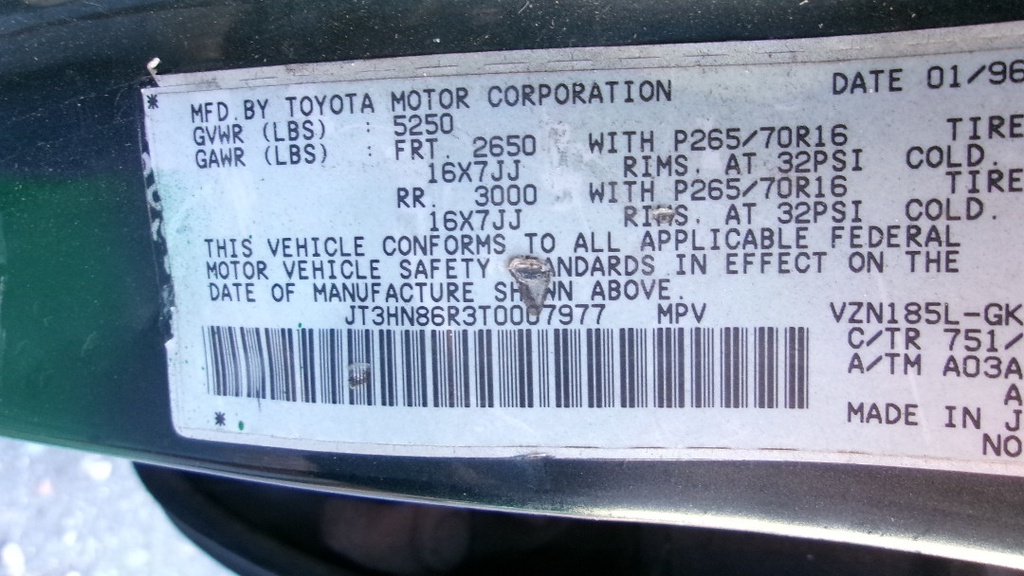 * MFD. BY TOYOTA MOTOR CORPORATION DATE 01/96
GVWR (LBS) : 5250
GAWR (LBS) : FRT. 2650 WITH P265/70R16 TIRE
16X7JJ RIMS. AT 32PSI COLD.
RR. 3000 WITH P265/70R16 TIRE
16X7JJ RIMS. AT 32PSI COLD.
THIS VEHICLE CONFORMS TO ALL APPLICABLE FEDERAL
MOTOR VEHICLE SAFETY STANDARDS IN EFFECT ON THE
DATE OF MANUFACTURE SHOWN ABOVE.
JT3HN86R3T0007977 MPV VZN185L-GK
C/TR 751/
A/TM A03A
A
* MADE IN J
NO